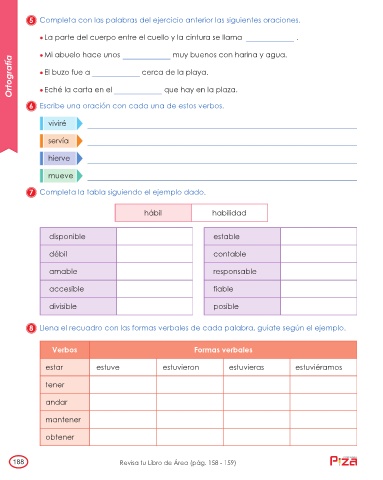 Ortografía
5 Completa con las palabras del ejercicio anterior las siguientes oraciones.
• La parte del cuerpo entre el cuello y la cintura se llama ____________ .
• Mi abuelo hace unos ____________ muy buenos con harina y agua.
• El buzo fue a ____________ cerca de la playa.
• Eché la carta en el ____________ que hay en la plaza.
6 Escribe una oración con cada una de estos verbos.
viviré
servía
hierve
mueve
7 Completa la tabla siguiendo el ejemplo dado.
hábil habilidad
disponible estable
débil contable
amable responsable
accesible fiable
divisible posible
8 Llena el recuadro con las formas verbales de cada palabra, guíate según el ejemplo.
Verbos Formas verbales
estar estuve estuvieron estuvieras estuviéramos
tener
andar
mantener
obtener
188 Revisa tu Libro de Área (pág. 158 - 159)